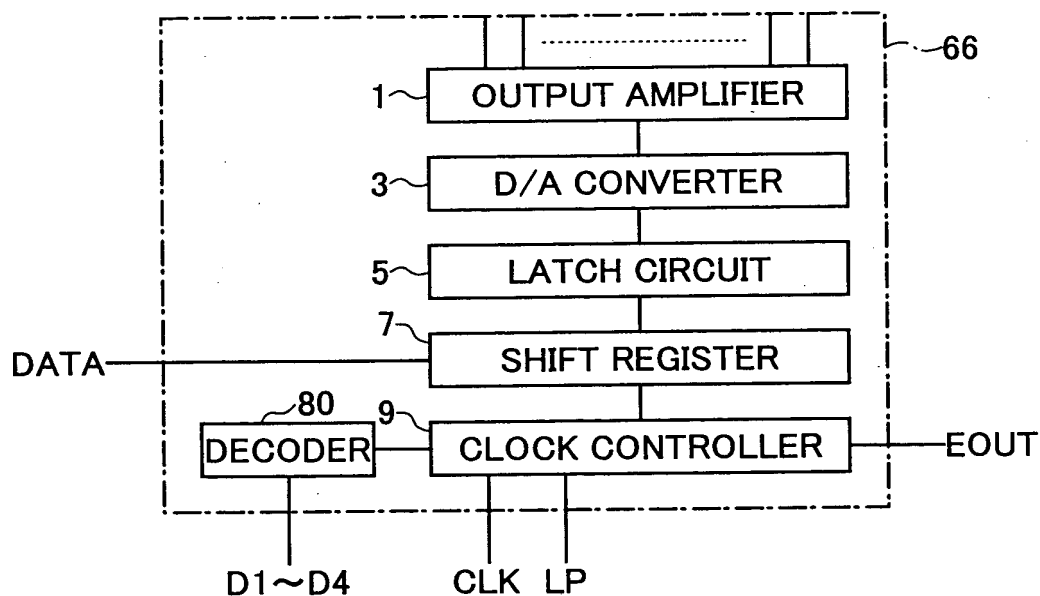 66
1 OUTPUT AMPLIFIER
3 D/A CONVERTER
5 LATCH CIRCUIT
7
DATA SHIFT REGISTER
80 9
DECODER CLOCK CONTROLLER EOUT
D1~D4 CLK LP